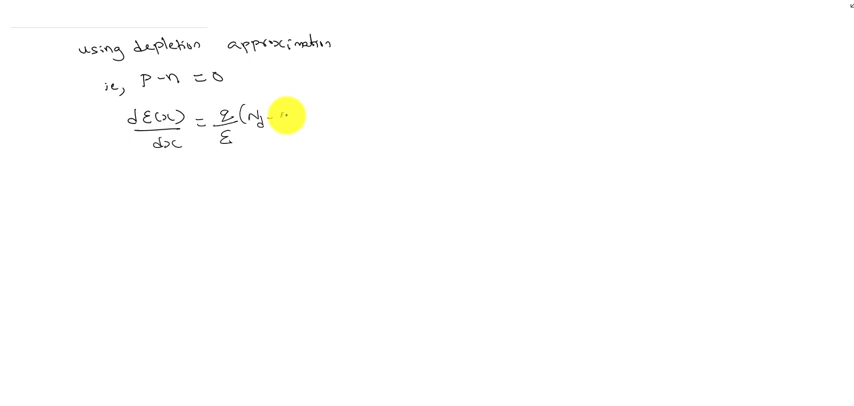 using depletion approximation
ie, p-n = 0
dε(x)/dx = q/ε (Nd -